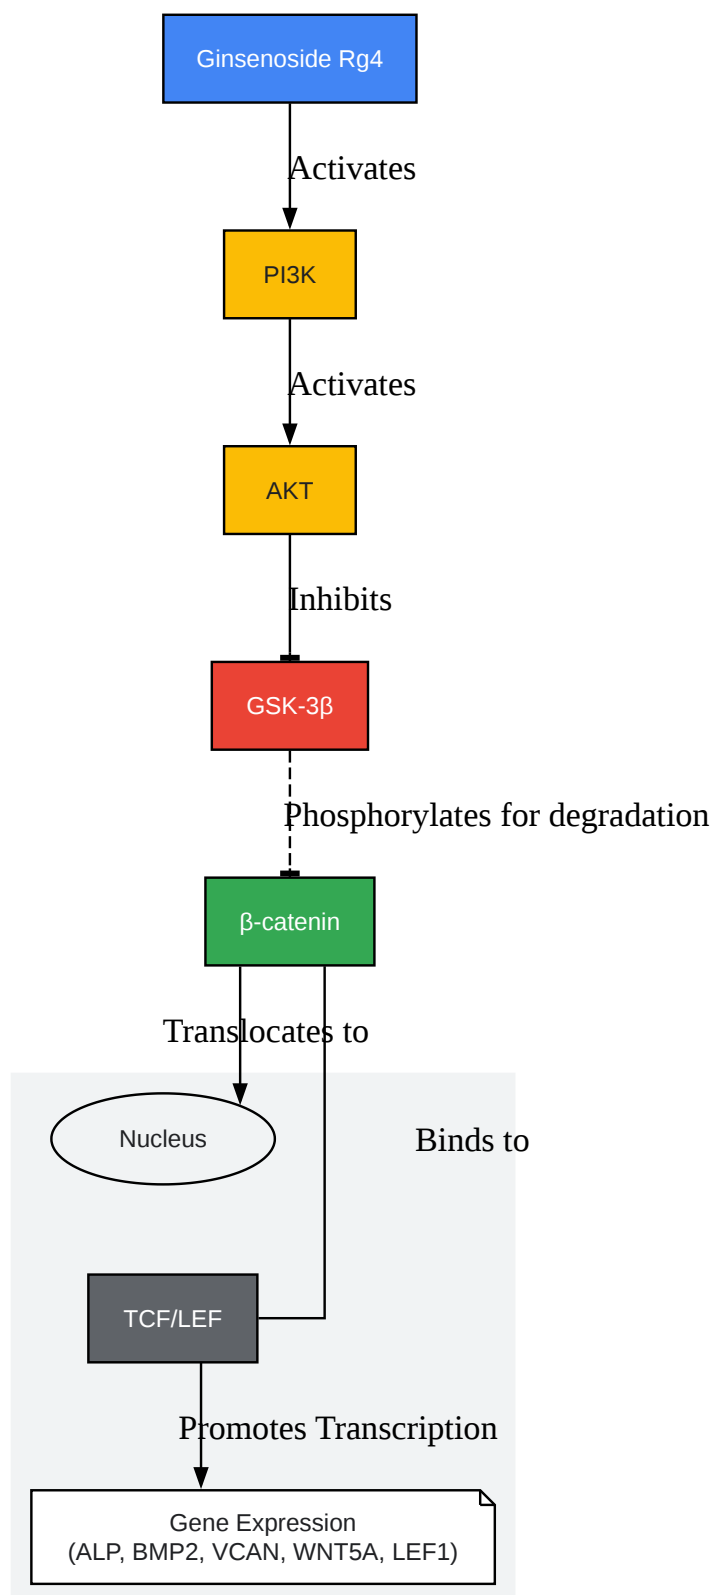 Ginsenoside Rg4
Activates
PI3K
Activates
AKT
Inhibits
GSK-3β
Phosphorylates for degradation
β-catenin
Translocates to
Nucleus
Binds to
TCF/LEF
Promotes Transcription
Gene Expression
(ALP, BMP2, VCAN, WNT5A, LEF1)